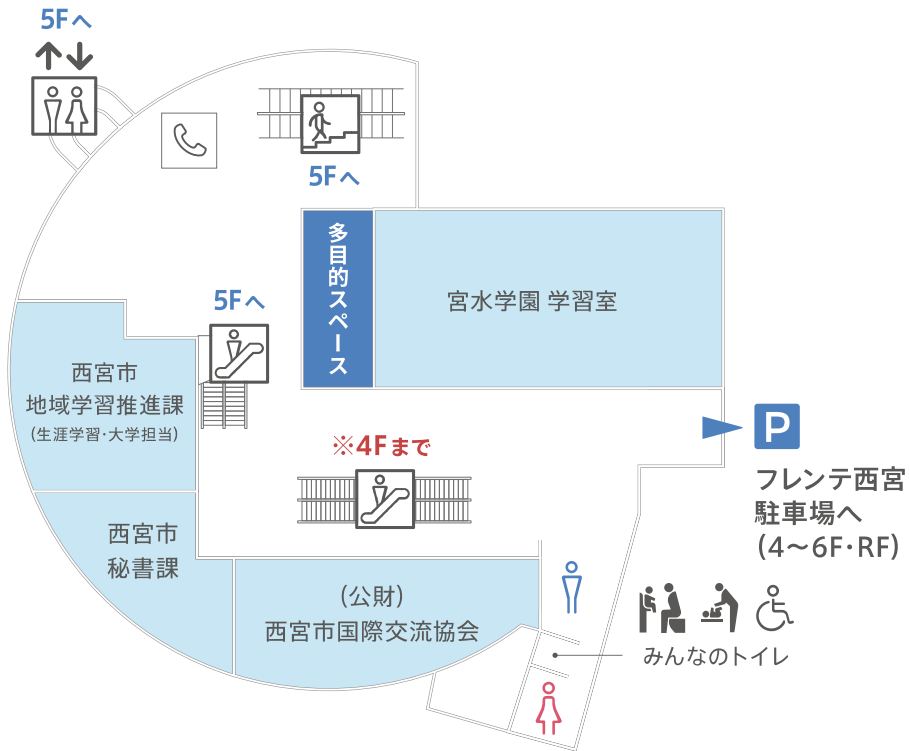 5Fへ
5Fへ
多目的スペース
宮水学園 学習室
5Fへ
西宮市
地域学習推進課
(生涯学習・大学担当)
※4Fまで
P
フレンテ西宮
駐車場へ
(4〜6F・RF)
西宮市
秘書課
(公財)
西宮市国際交流協会
みんなのトイレ